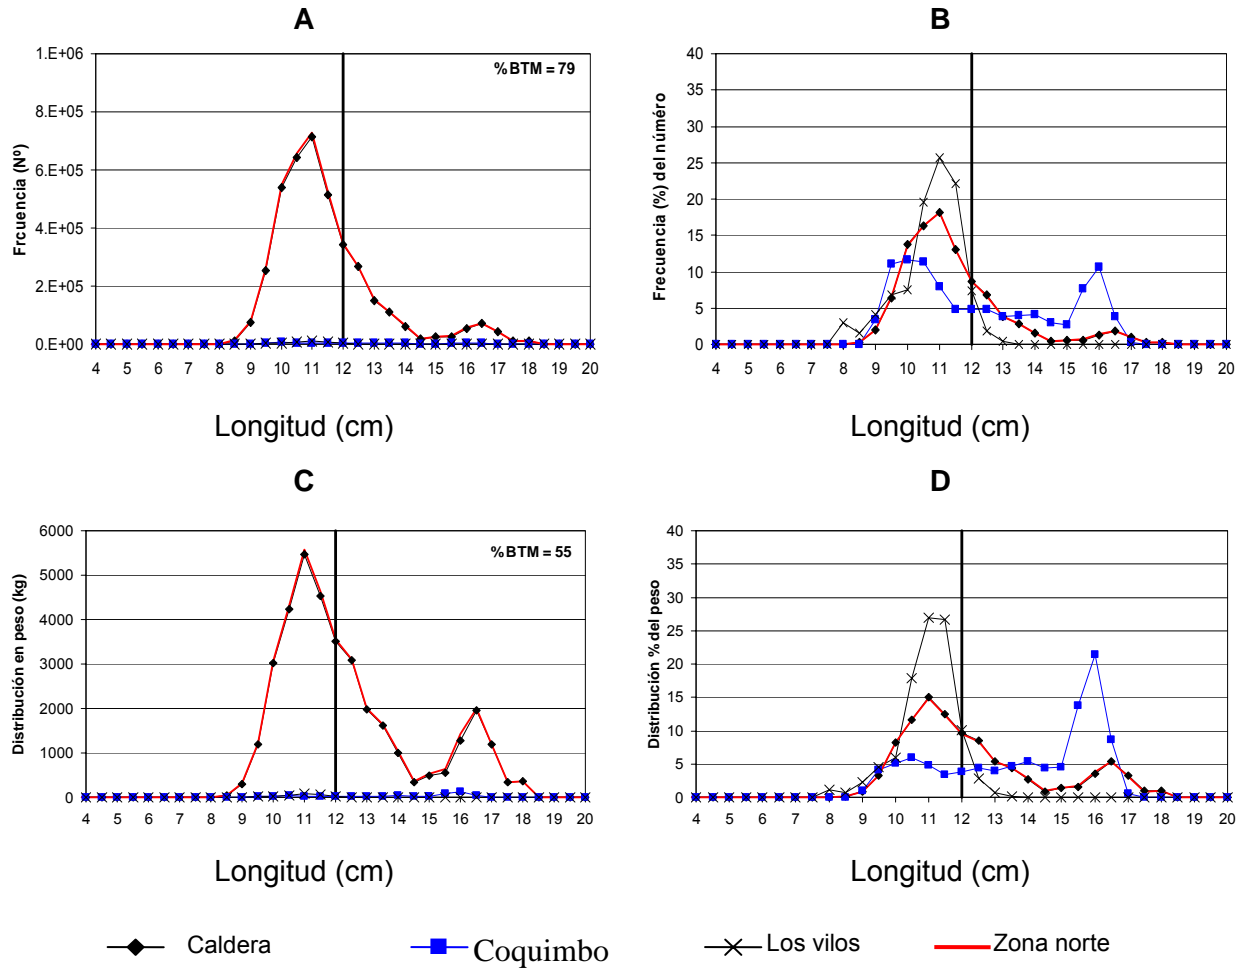 A
Frcuencia (Nº)
1.E+06
8.E+05
6.E+05
4.E+05
2.E+05
0.E+00
%BTM = 79
4 5 6 7 8 9 10 11 12 13 14 15 16 17 18 19 20
Longitud (cm)
B
Frecuencia (%) del núméro
40
35
30
25
20
15
10
5
0
4 5 6 7 8 9 10 11 12 13 14 15 16 17 18 19 20
Longitud (cm)
C
Distribución en peso (kg)
6000
5000
4000
3000
2000
1000
0
%BTM = 55
4 5 6 7 8 9 10 11 12 13 14 15 16 17 18 19 20
Longitud (cm)
D
Distribución % del peso
40
35
30
25
20
15
10
5
0
4 5 6 7 8 9 10 11 12 13 14 15 16 17 18 19 20
Longitud (cm)
Caldera Coquimbo Los vilos Zona norte